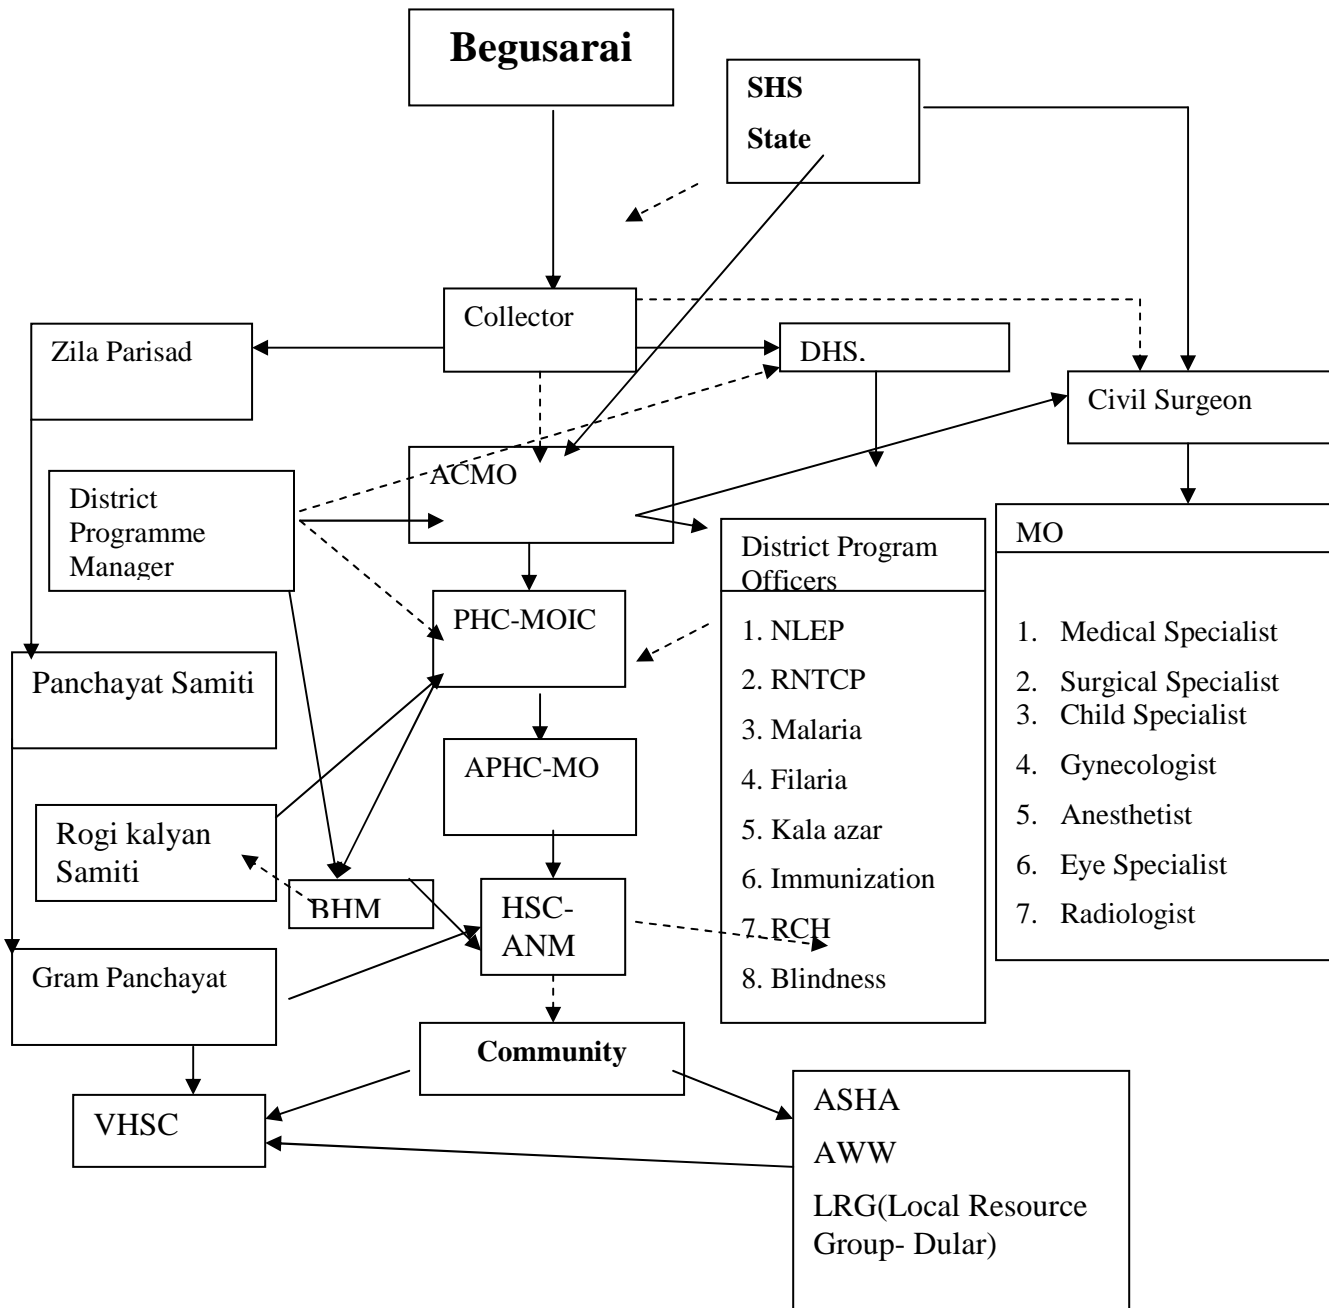 Begusarai
SHS
State
Collector
Zila Parisad
DHS.
Civil Surgeon
ACMO
District
Programme
Manager
District Program
Officers
1. NLEP
2. RNTCP
3. Malaria
4. Filaria
5. Kala azar
6. Immunization
7. RCH
8. Blindness
MO
1. Medical Specialist
2. Surgical Specialist
3. Child Specialist
4. Gynecologist
5. Anesthetist
6. Eye Specialist
7. Radiologist
PHC-MOIC
Panchayat Samiti
APHC-MO
Rogi kalyan
Samiti
BHM
HSC-
ANM
Gram Panchayat
Community
VHSC
ASHA
AWW
LRG(Local Resource
Group- Dular)